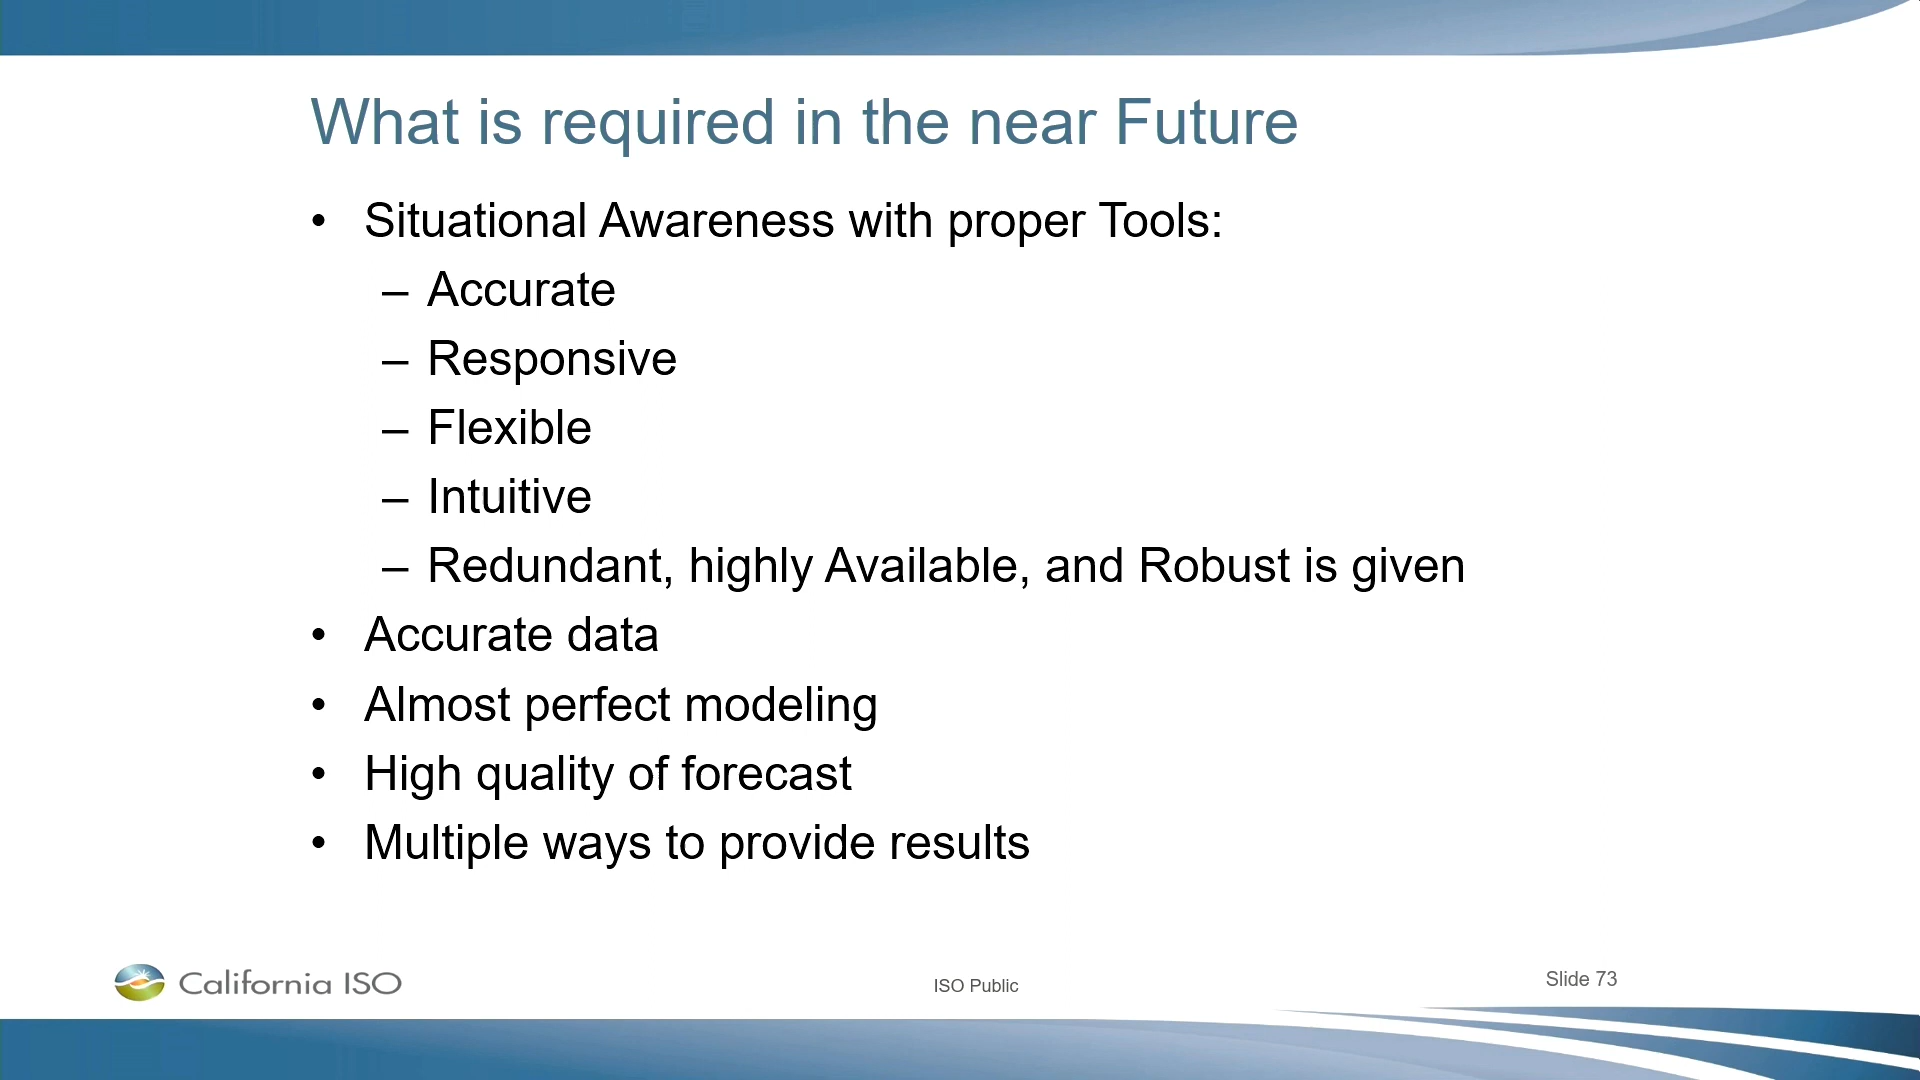 What is required in the near Future
• Situational Awareness with proper Tools:
– Accurate
– Responsive
– Flexible
– Intuitive
– Redundant, highly Available, and Robust is given
• Accurate data
• Almost perfect modeling
• High quality of forecast
• Multiple ways to provide results
California ISO
ISO Public
Slide 73